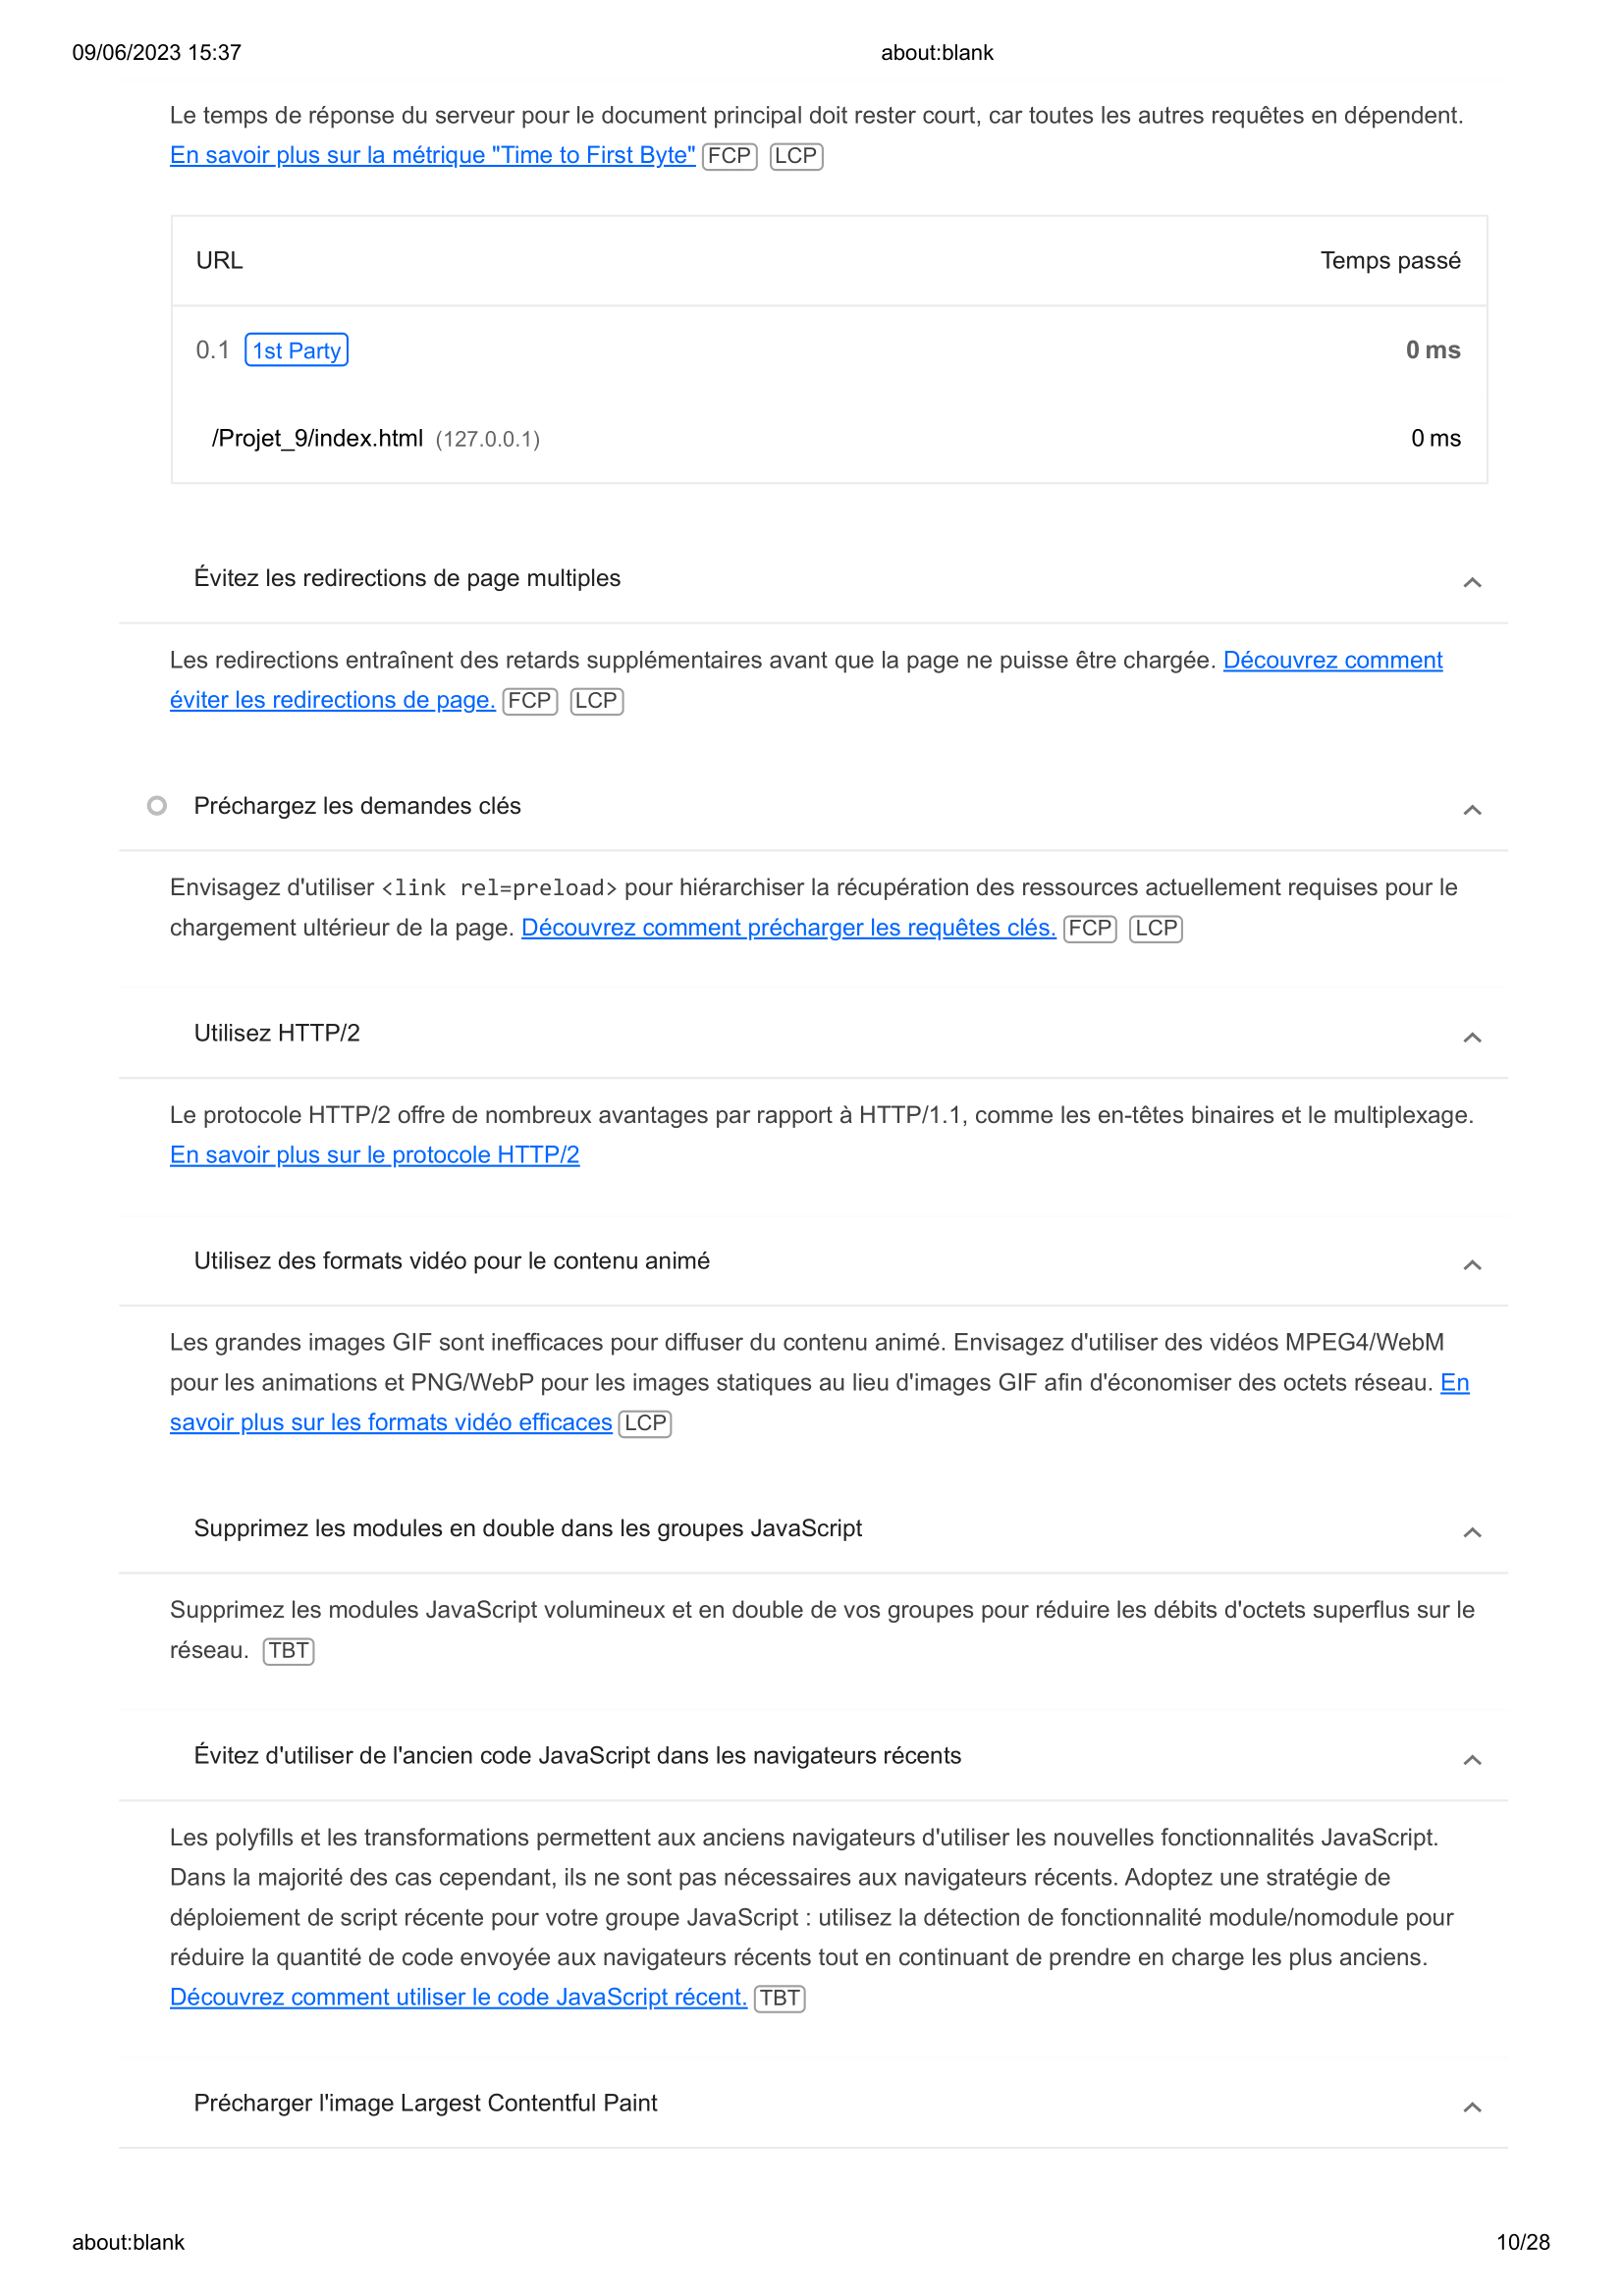 09/06/2023 15:37 about:blank
Le temps de réponse du serveur pour le document principal doit rester court, car toutes les autres requêtes en dépendent.
En savoir plus sur la métrique "Time to First Byte" FCP LCP
URL Temps passé
0.1 1st Party 0 ms
/Projet_9/index.html (127.0.0.1) 0 ms
Évitez les redirections de page multiples
Les redirections entraînent des retards supplémentaires avant que la page ne puisse être chargée. Découvrez comment
éviter les redirections de page. FCP LCP
Préchargez les demandes clés
Envisagez d'utiliser <link rel=preload> pour hiérarchiser la récupération des ressources actuellement requises pour le
chargement ultérieur de la page. Découvrez comment précharger les requêtes clés. FCP LCP
Utilisez HTTP/2
Le protocole HTTP/2 offre de nombreux avantages par rapport à HTTP/1.1, comme les en-têtes binaires et le multiplexage.
En savoir plus sur le protocole HTTP/2
Utilisez des formats vidéo pour le contenu animé
Les grandes images GIF sont inefficaces pour diffuser du contenu animé. Envisagez d'utiliser des vidéos MPEG4/WebM
pour les animations et PNG/WebP pour les images statiques au lieu d'images GIF afin d'économiser des octets réseau. En
savoir plus sur les formats vidéo efficaces LCP
Supprimez les modules en double dans les groupes JavaScript
Supprimez les modules JavaScript volumineux et en double de vos groupes pour réduire les débits d'octets superflus sur le
réseau. TBT
Évitez d'utiliser de l'ancien code JavaScript dans les navigateurs récents
Les polyfills et les transformations permettent aux anciens navigateurs d'utiliser les nouvelles fonctionnalités JavaScript.
Dans la majorité des cas cependant, ils ne sont pas nécessaires aux navigateurs récents. Adoptez une stratégie de
déploiement de script récente pour votre groupe JavaScript : utilisez la détection de fonctionnalité module/nomodule pour
réduire la quantité de code envoyée aux navigateurs récents tout en continuant de prendre en charge les plus anciens.
Découvrez comment utiliser le code JavaScript récent. TBT
Précharger l'image Largest Contentful Paint
about:blank 10/28